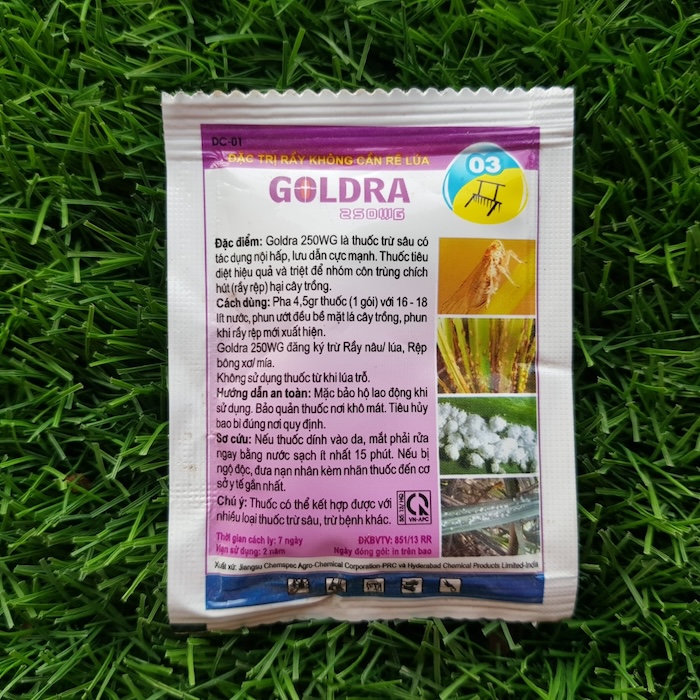 DC-01
ĐẶC TRỊ RẦY KHÔNG CẦN RẼ LÚA
03
GOLDRA
250WG
Đặc điểm: Goldra 250WG là thuốc trừ sâu có
tác dụng nội hấp, lưu dẫn cực mạnh. Thuốc tiêu
diệt hiệu quả và triệt để nhóm côn trùng chích
hút (rầy rệp) hại cây trồng.
Cách dùng: Pha 4,5gr thuốc (1 gói) với 16 - 18
lít nước, phun ướt đều bề mặt lá cây trồng, phun
khi rầy rệp mới xuất hiện.
Goldra 250WG đăng ký trừ Rầy nâu/ lúa, Rệp
bông xơ/ mía.
Không sử dụng thuốc từ khi lúa trỗ.
Hướng dẫn an toàn: Mặc bảo hộ lao động khi
sử dụng. Bảo quản thuốc nơi khô mát. Tiêu hủy
bao bì đúng nơi quy định.
Sơ cứu: Nếu thuốc dính vào da, mắt phải rửa
ngay bằng nước sạch ít nhất 15 phút. Nếu bị
ngộ độc, đưa nạn nhân kèm nhãn thuốc đến cơ
sở y tế gần nhất.
Chú ý: Thuốc có thể kết hợp được với
nhiều loại thuốc trừ sâu, trừ bệnh khác.
VN-APC
Thời gian cách ly: 7 ngày
ĐKBVTV: 851/13 RR
Hạn sử dụng: 2 năm
Ngày đóng gói: in trên bao
Xuất xứ: Jiangsu Chemspec Agro-Chemical Corporation-PRC và Hyderabad Chemical Products Limited-India